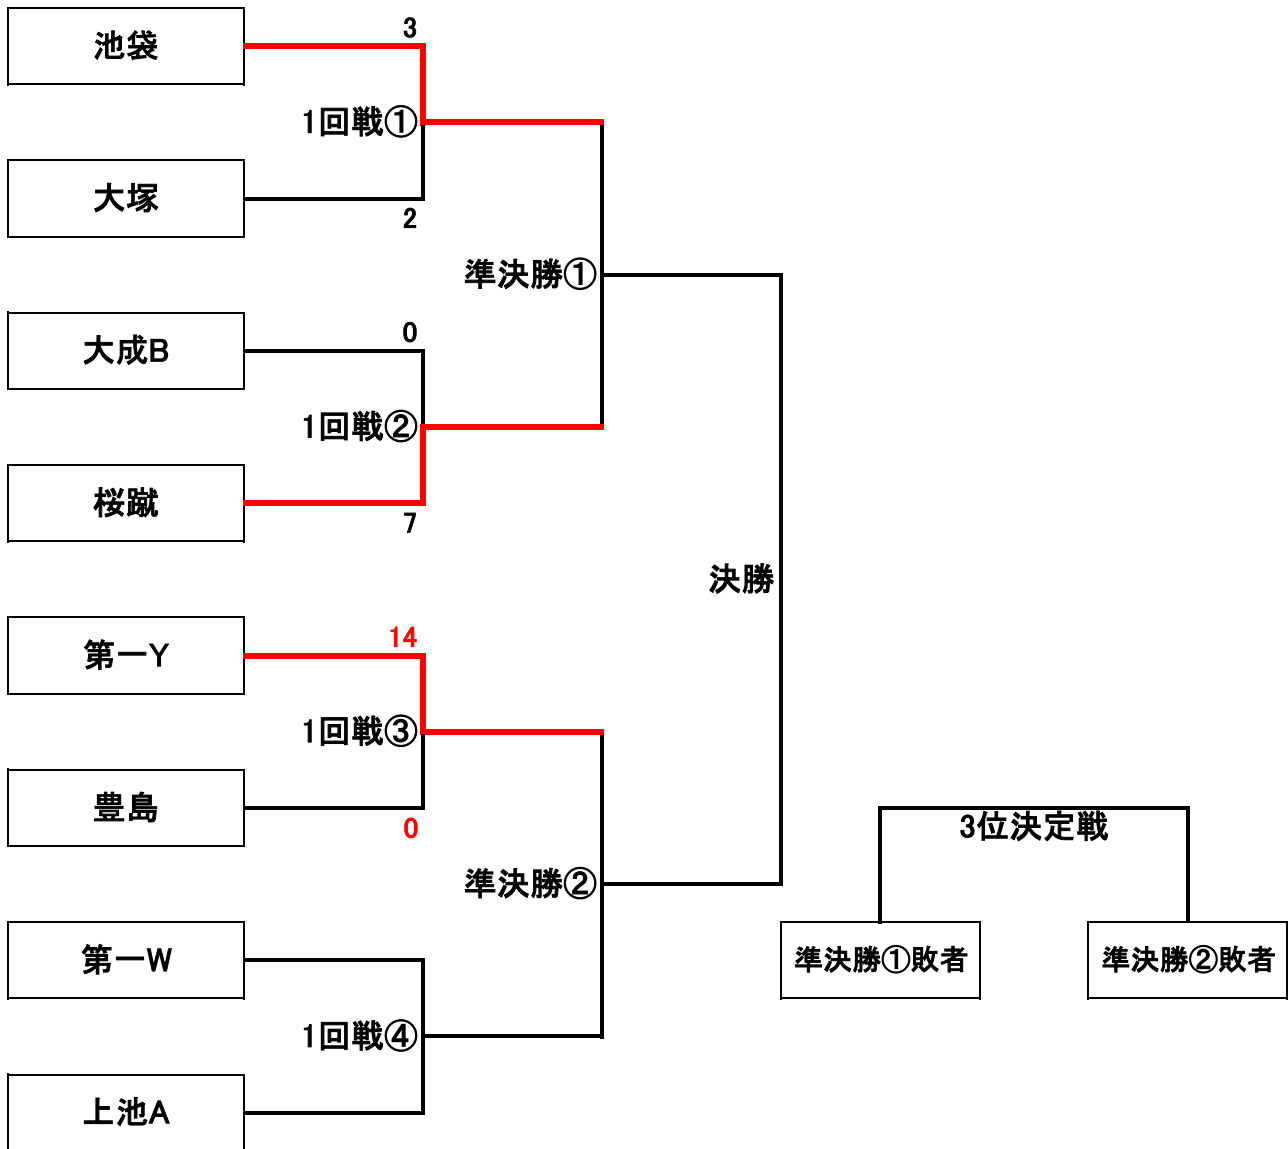 池袋
3
1回戦①
大塚
2
準決勝①
大成B
0
1回戦②
桜蹴
7
決勝
第一Y
14
1回戦③
豊島
0
準決勝②
第一W
1回戦④
上池A
3位決定戦
準決勝①敗者
準決勝②敗者